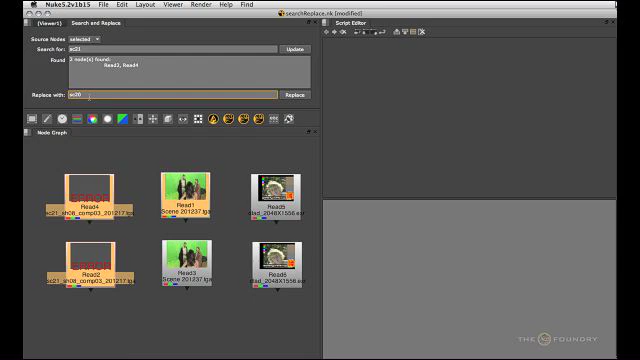 Nuke5.2v1b15 File Edit Layout Viewer Render Help
searchReplace.nk [modified]
[Viewer1] Search and Replace
Script Editor
Source Nodes selected
Search for: sc21 Update
Found 2 node(s) found:
Read2, Read4
Replace with: sc20 Replace
Node Graph
ERROR
Read4
sc21_sh08_comp03_201217.tga
Read1
Scene 201237.tga
Read5
dlad_2048X1556.exr
ERROR
Read2
sc21_sh08_comp03_201217.tga
Read3
Scene 201237.tga
Read6
dlad_2048X1556.exr
THE FOUNDRY